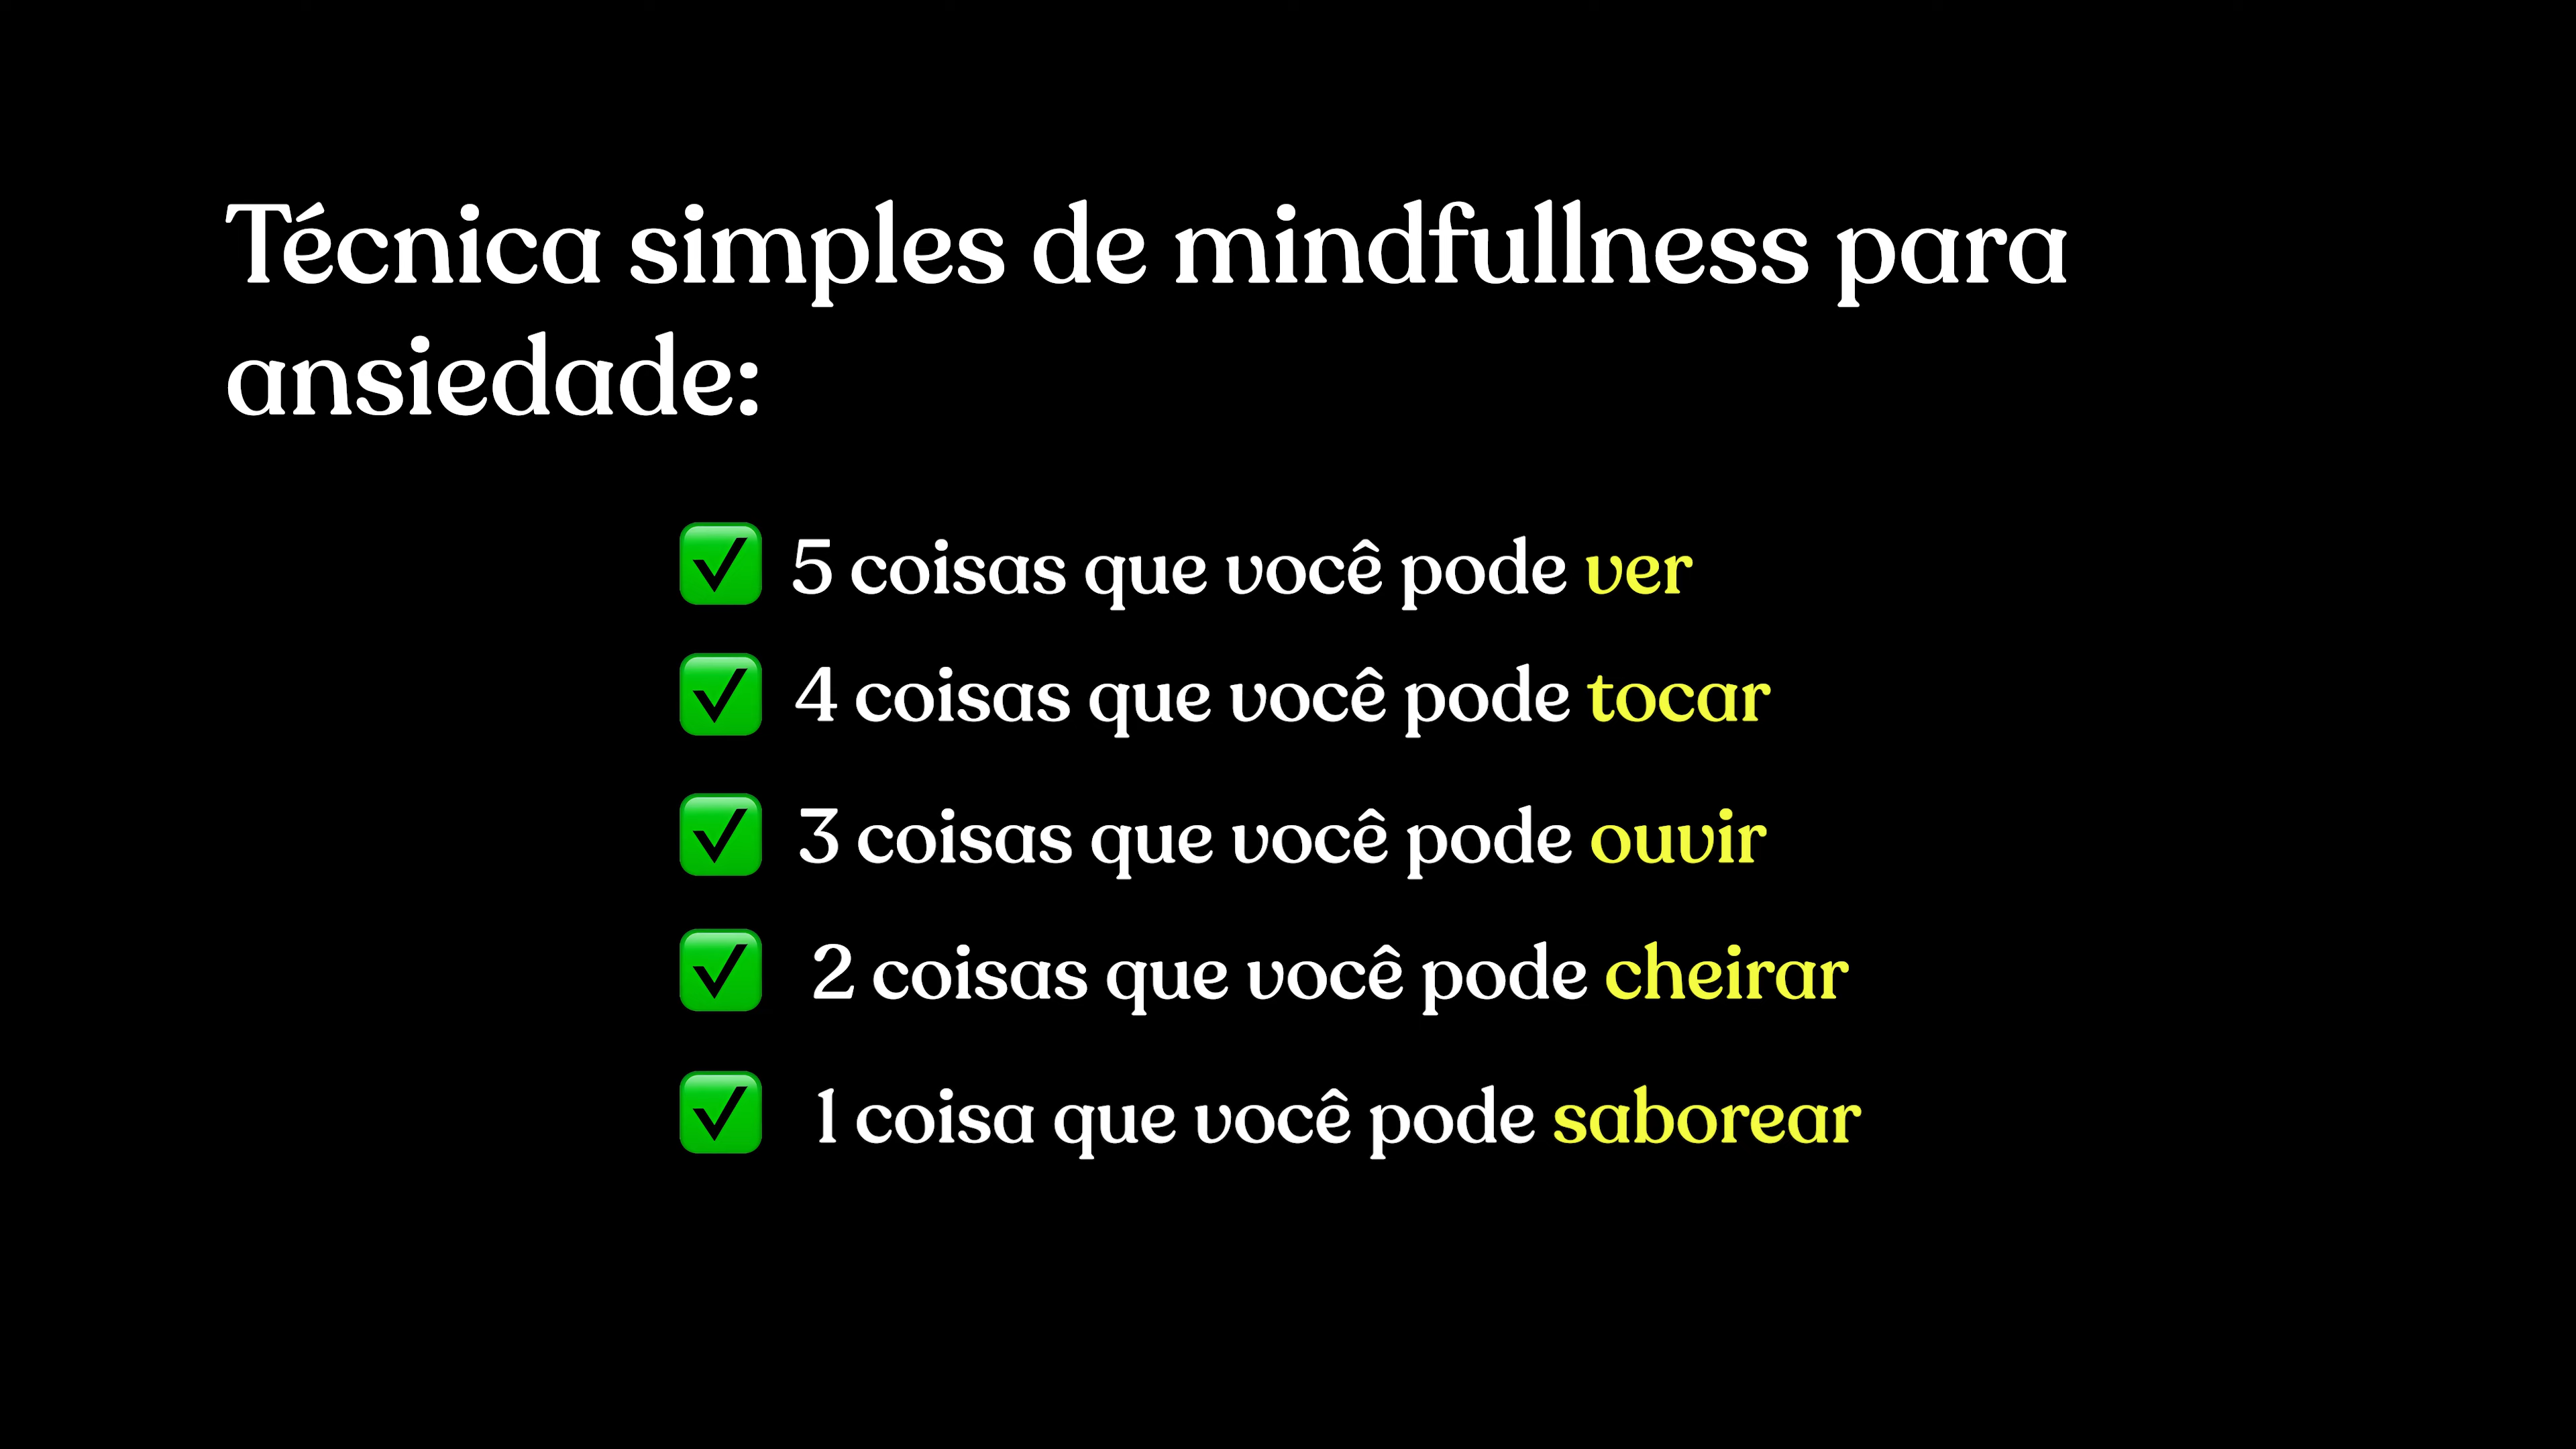 Técnica simples de mindfullness para
ansiedade:
✅ 5 coisas que você pode ver
✅ 4 coisas que você pode tocar
✅ 3 coisas que você pode ouvir
✅ 2 coisas que você pode cheirar
✅ 1 coisa que você pode saborear